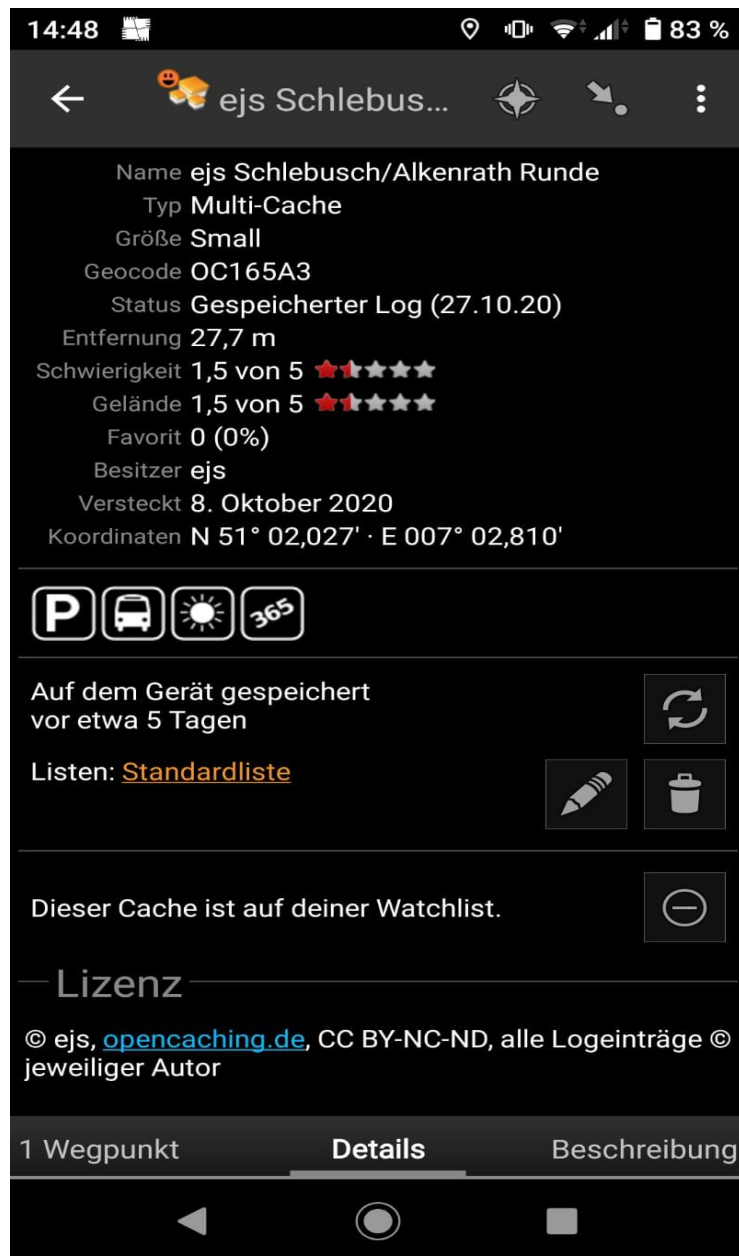 14:48 83 %
ejs Schlebus...
Name ejs Schlebusch/Alkenrath Runde
Typ Multi-Cache
Größe Small
Geocode OC165A3
Status Gespeicherter Log (27.10.20)
Entfernung 27,7 m
Schwierigkeit 1,5 von 5
Gelände 1,5 von 5
Favorit 0 (0%)
Besitzer ejs
Versteckt 8. Oktober 2020
Koordinaten N 51° 02,027' · E 007° 02,810'
P 365
Auf dem Gerät gespeichert
vor etwa 5 Tagen
Listen: Standardliste
Dieser Cache ist auf deiner Watchlist.
Lizenz
© ejs, opencaching.de, CC BY-NC-ND, alle Logeinträge ©
jeweiliger Autor
1 Wegpunkt Details Beschreibung